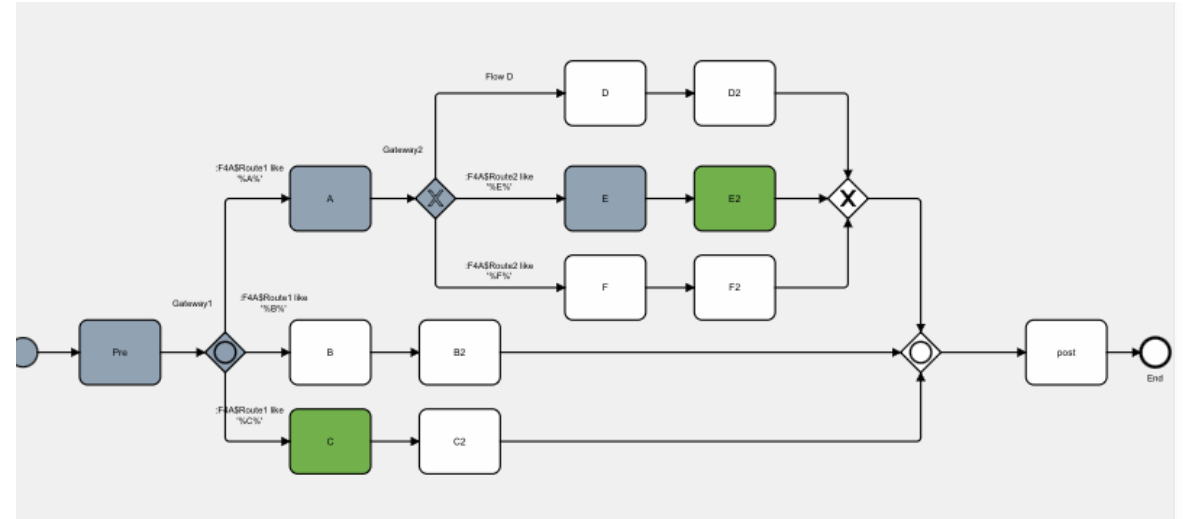 Flow D
D
D2
Gateway2
:F4A$Route1 like
'%A%'
A
X
:F4A$Route2 like
'%E%'
E
E2
X
:F4A$Route2 like
'%F%'
F
F2
Gateway1
:F4A$Route1 like
'%B%'
Pre
B
B2
post
End
:F4A$Route1 like
'%C%'
C
C2